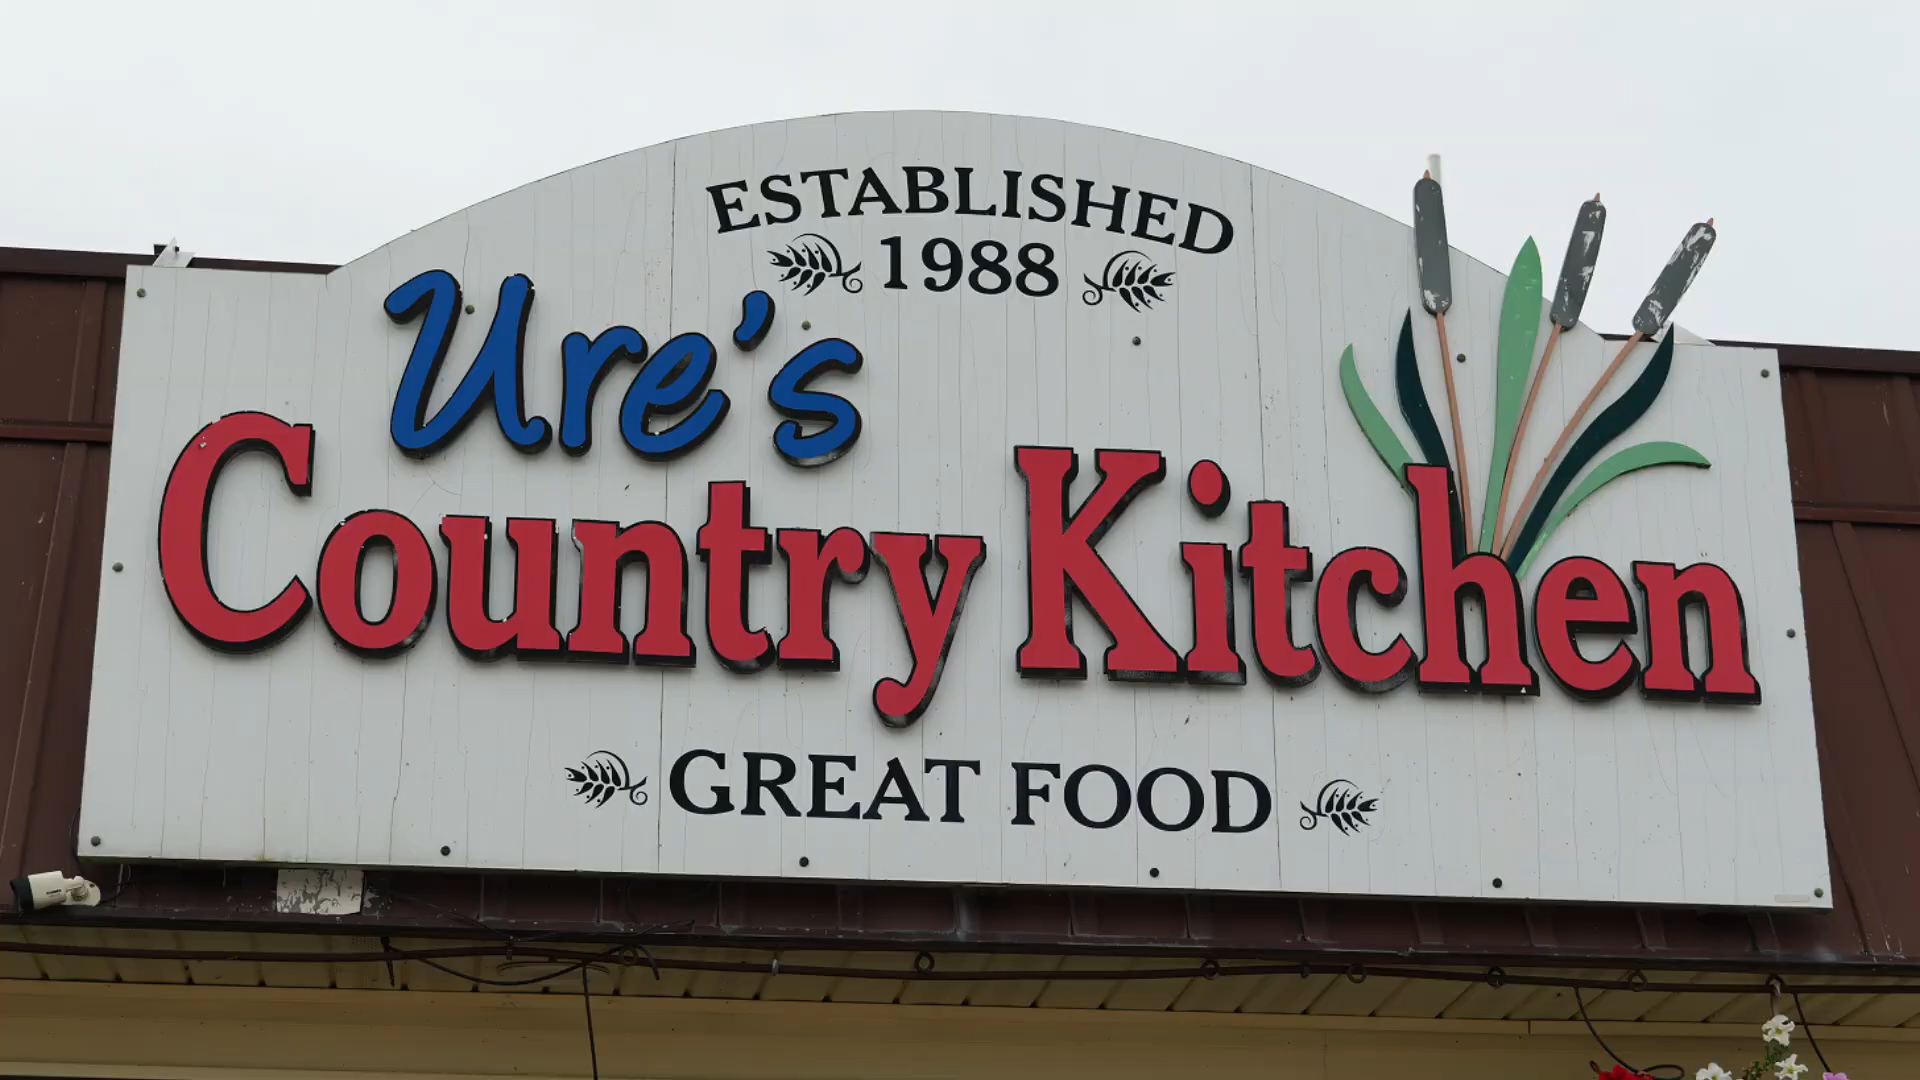 ESTABLISHED
1988
Ure's
Country Kitchen
GREAT FOOD